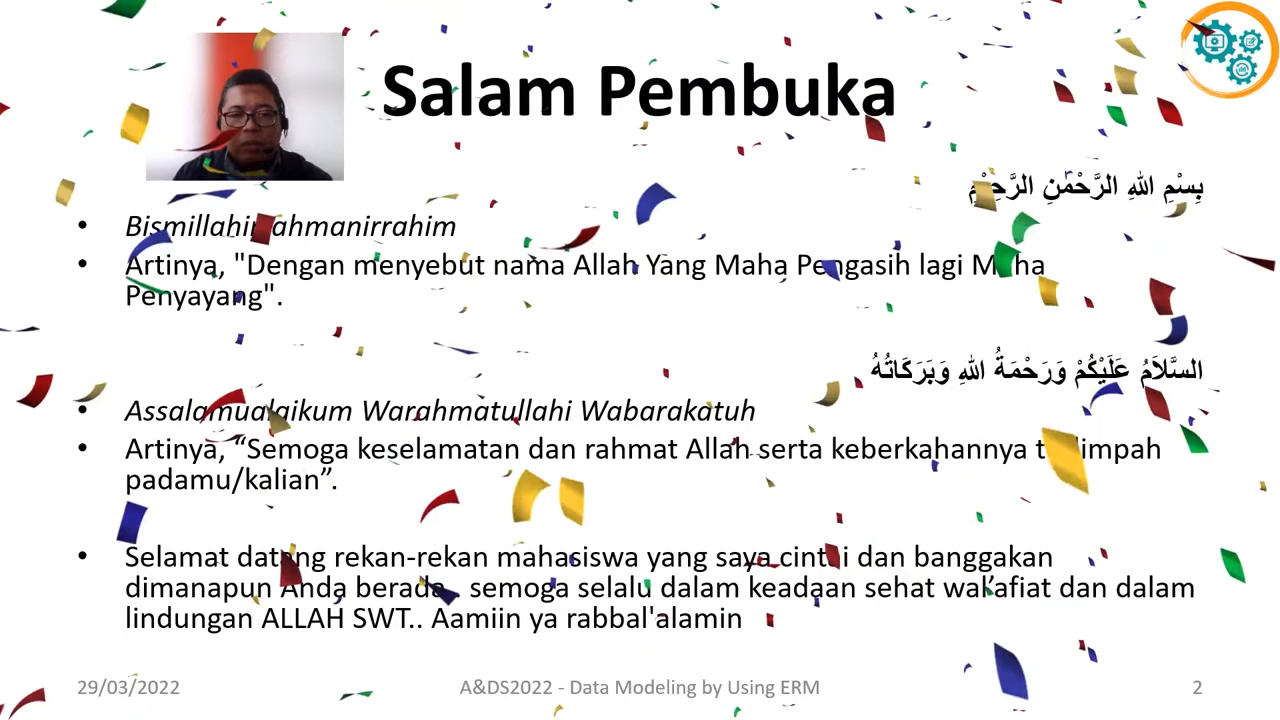 Salam Pembuka
بِسْمِ اللهِ الرَّحْمٰنِ الرَّحِيْمِ
• Bismillahirrahmanirrahim
• Artinya, "Dengan menyebut nama Allah Yang Maha Pengasih lagi Maha
Penyayang".
السَّلاَمُ عَلَيْكُمْ وَرَحْمَةُ اللهِ وَبَرَكَاتُهُ
• Assalamualaikum Warahmatullahi Wabarakatuh
• Artinya, “Semoga keselamatan dan rahmat Allah serta keberkahannya terlimpah
padamu/kalian”.
• Selamat datang rekan-rekan mahasiswa yang saya cintai dan banggakan
dimanapun Anda berada.. semoga selalu dalam keadaan sehat wal’afiat dan dalam
lindungan ALLAH SWT.. Aamiin ya rabbal'alamin
29/03/2022
A&DS2022 - Data Modeling by Using ERM
2